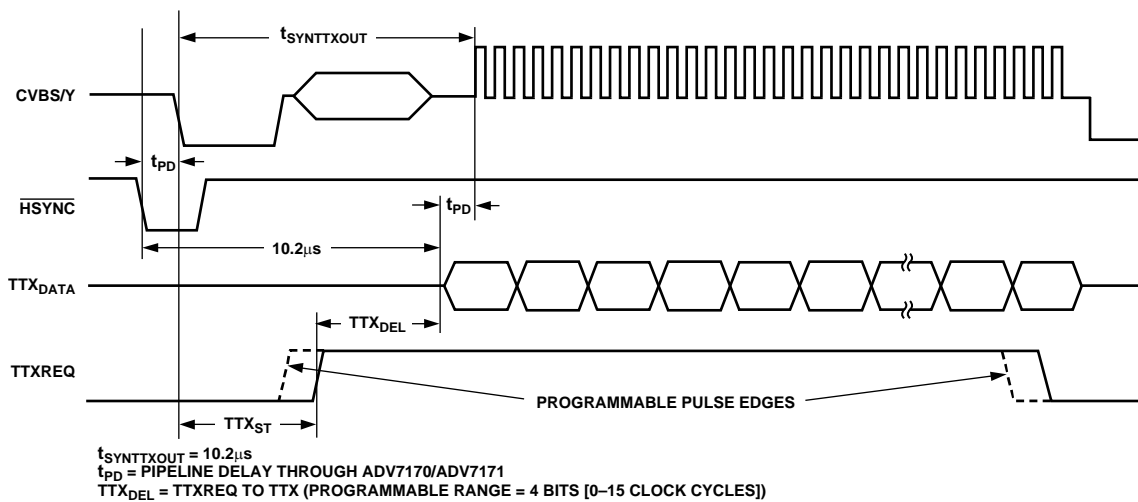 tSYNTTXOUT
CVBS/Y
tPD
HSYNC
tPD
10.2μs
TTXDATA
TTXDEL
TTXREQ
PROGRAMMABLE PULSE EDGES
TTXST
tSYNTTXOUT = 10.2μs
tPD = PIPELINE DELAY THROUGH ADV7170/ADV7171
TTXDEL = TTXREQ TO TTX (PROGRAMMABLE RANGE = 4 BITS [0–15 CLOCK CYCLES])